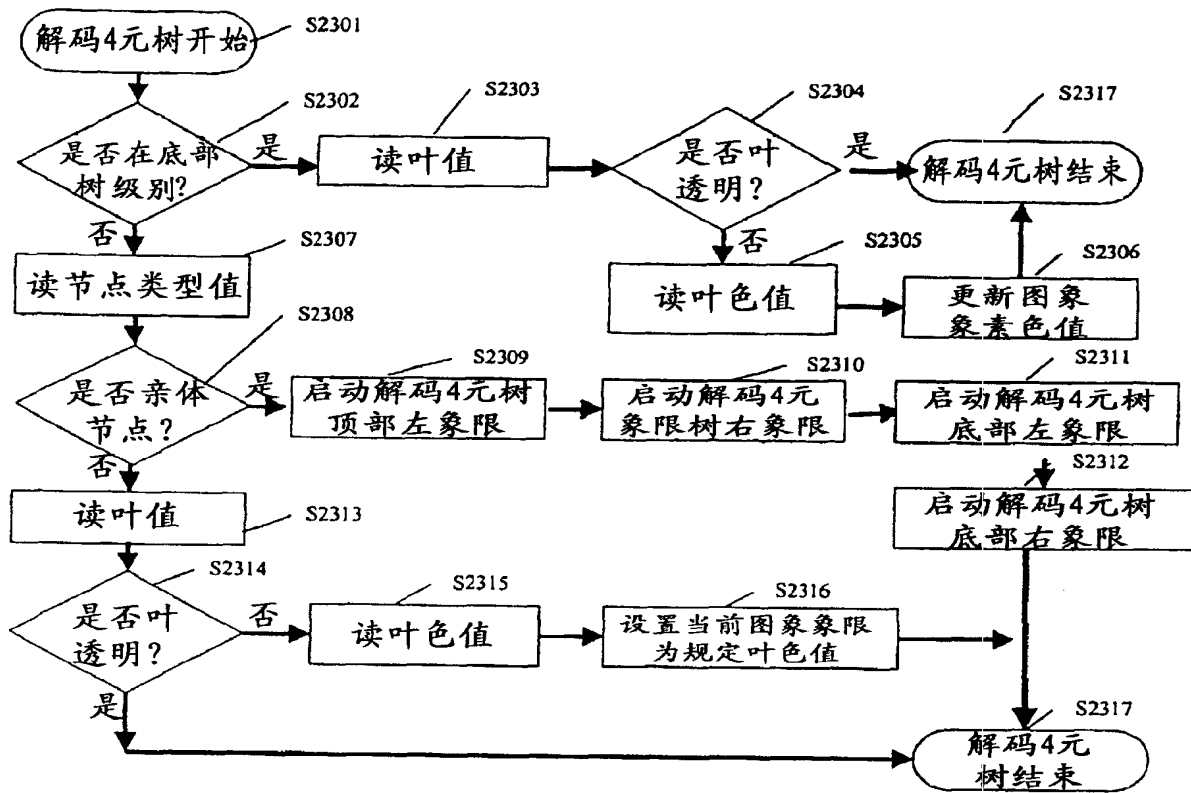 解码4元树开始
S2301
S2302
是否在底部
树级别?
是
否
S2303
读叶值
S2304
是否叶
透明?
是
否
S2317
解码4元树结束
S2305
读叶色值
S2306
更新图象
象素色值
S2307
读节点类型值
S2308
是否亲体
节点?
是
否
S2309
启动解码4元树
顶部左象限
S2310
启动解码4元
象限树右象限
S2311
启动解码4元树
底部左象限
S2312
启动解码4元树
底部右象限
读叶值
S2313
S2314
是否叶
透明?
否
是
S2315
读叶色值
S2316
设置当前图象象限
为规定叶色值
S2317
解码4元
树结束